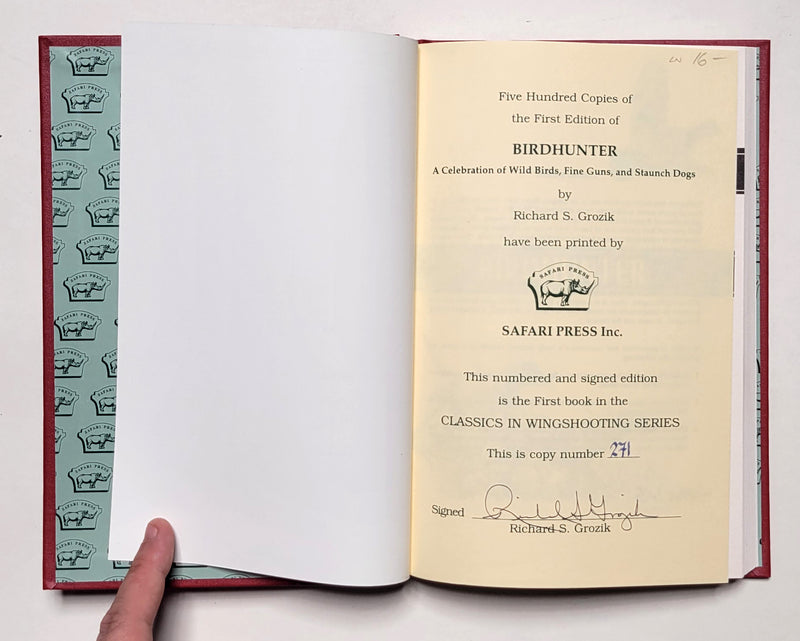 16 —
Five Hundred Copies of
the First Edition of
BIRDHUNTER
A Celebration of Wild Birds, Fine Guns, and Staunch Dogs
by
Richard S. Grozik
have been printed by
SAFARI PRESS
SAFARI PRESS Inc.
This numbered and signed edition
is the First book in the
CLASSICS IN WINGSHOOTING SERIES
This is copy number 271
Signed Richard S Grozik
Richard S. Grozik